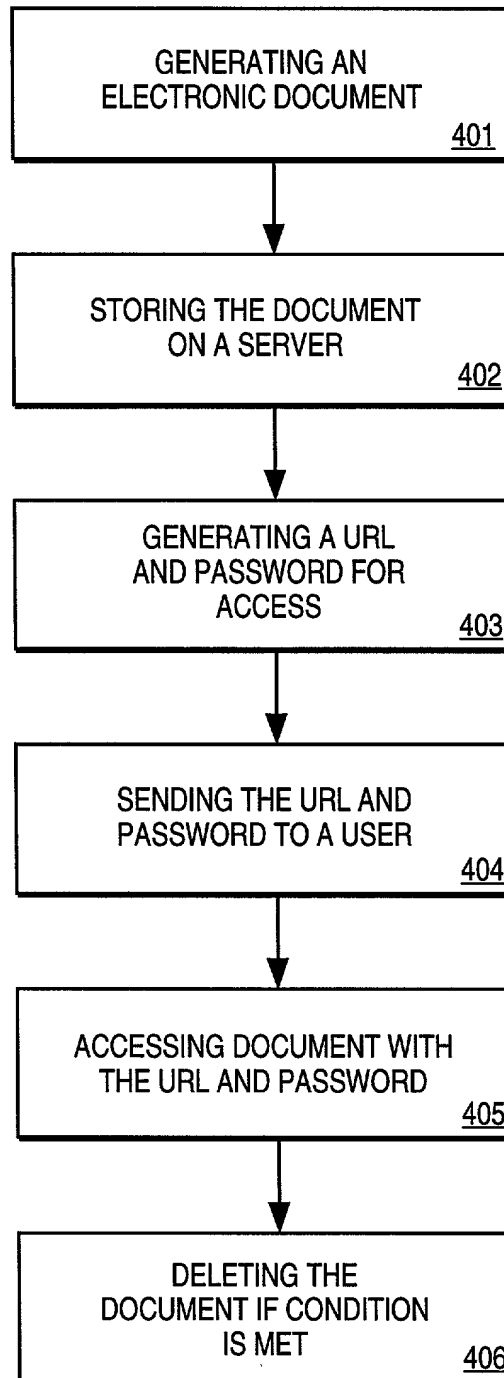 GENERATING AN
ELECTRONIC DOCUMENT
401
STORING THE DOCUMENT
ON A SERVER
402
GENERATING A URL
AND PASSWORD FOR
ACCESS
403
SENDING THE URL AND
PASSWORD TO A USER
404
ACCESSING DOCUMENT WITH
THE URL AND PASSWORD
405
DELETING THE
DOCUMENT IF CONDITION
IS MET
406